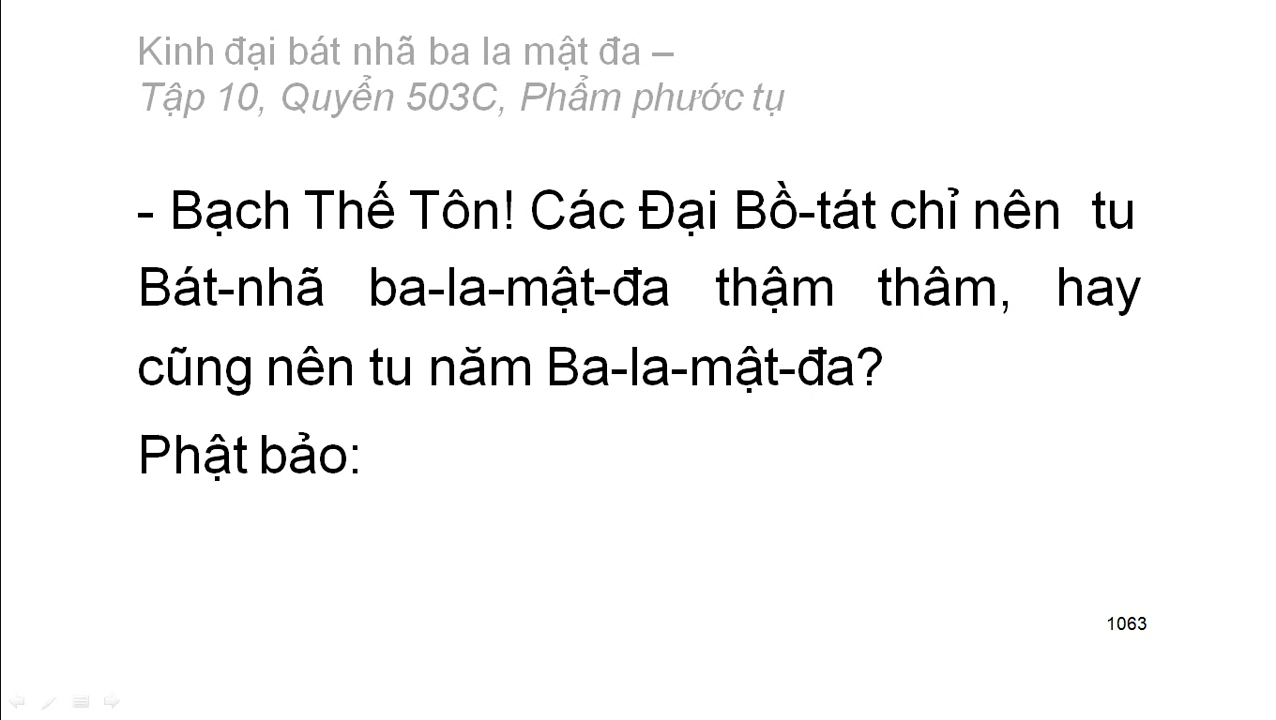 Kinh đại bát nhã ba la mật đa –
Tập 10, Quyển 503C, Phẩm phước tụ
- Bạch Thế Tôn! Các Đại Bồ-tát chỉ nên tu
Bát-nhã ba-la-mật-đa thậm thâm, hay
cũng nên tu năm Ba-la-mật-đa?
Phật bảo:
1063